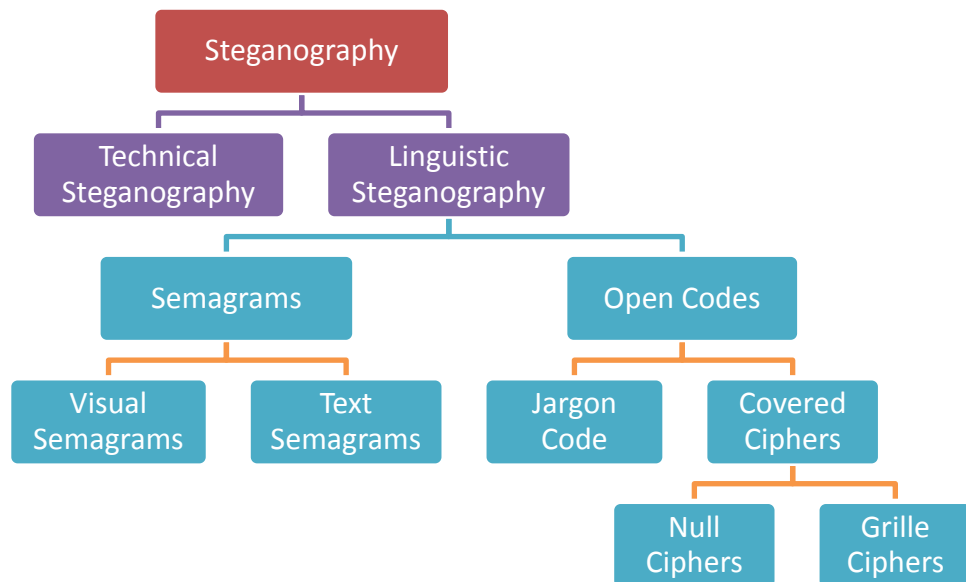 Steganography
Technical
Steganography
Linguistic
Steganography
Semagrams
Open Codes
Visual
Semagrams
Text
Semagrams
Jargon
Code
Covered
Ciphers
Null
Ciphers
Grille
Ciphers